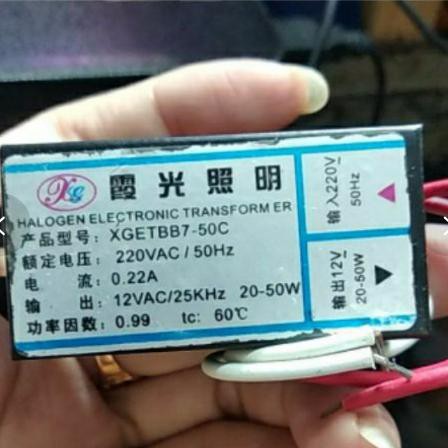 XG
霞光照明
HALOGEN ELECTRONIC TRANSFORMER
产品型号：XGETBB7-50C
额定电压：220VAC / 50Hz
电流：0.22A
输出：12VAC/25KHz 20-50W
功率因数：0.99 tc: 60℃
输入220V
50Hz
输出12V
20-50W